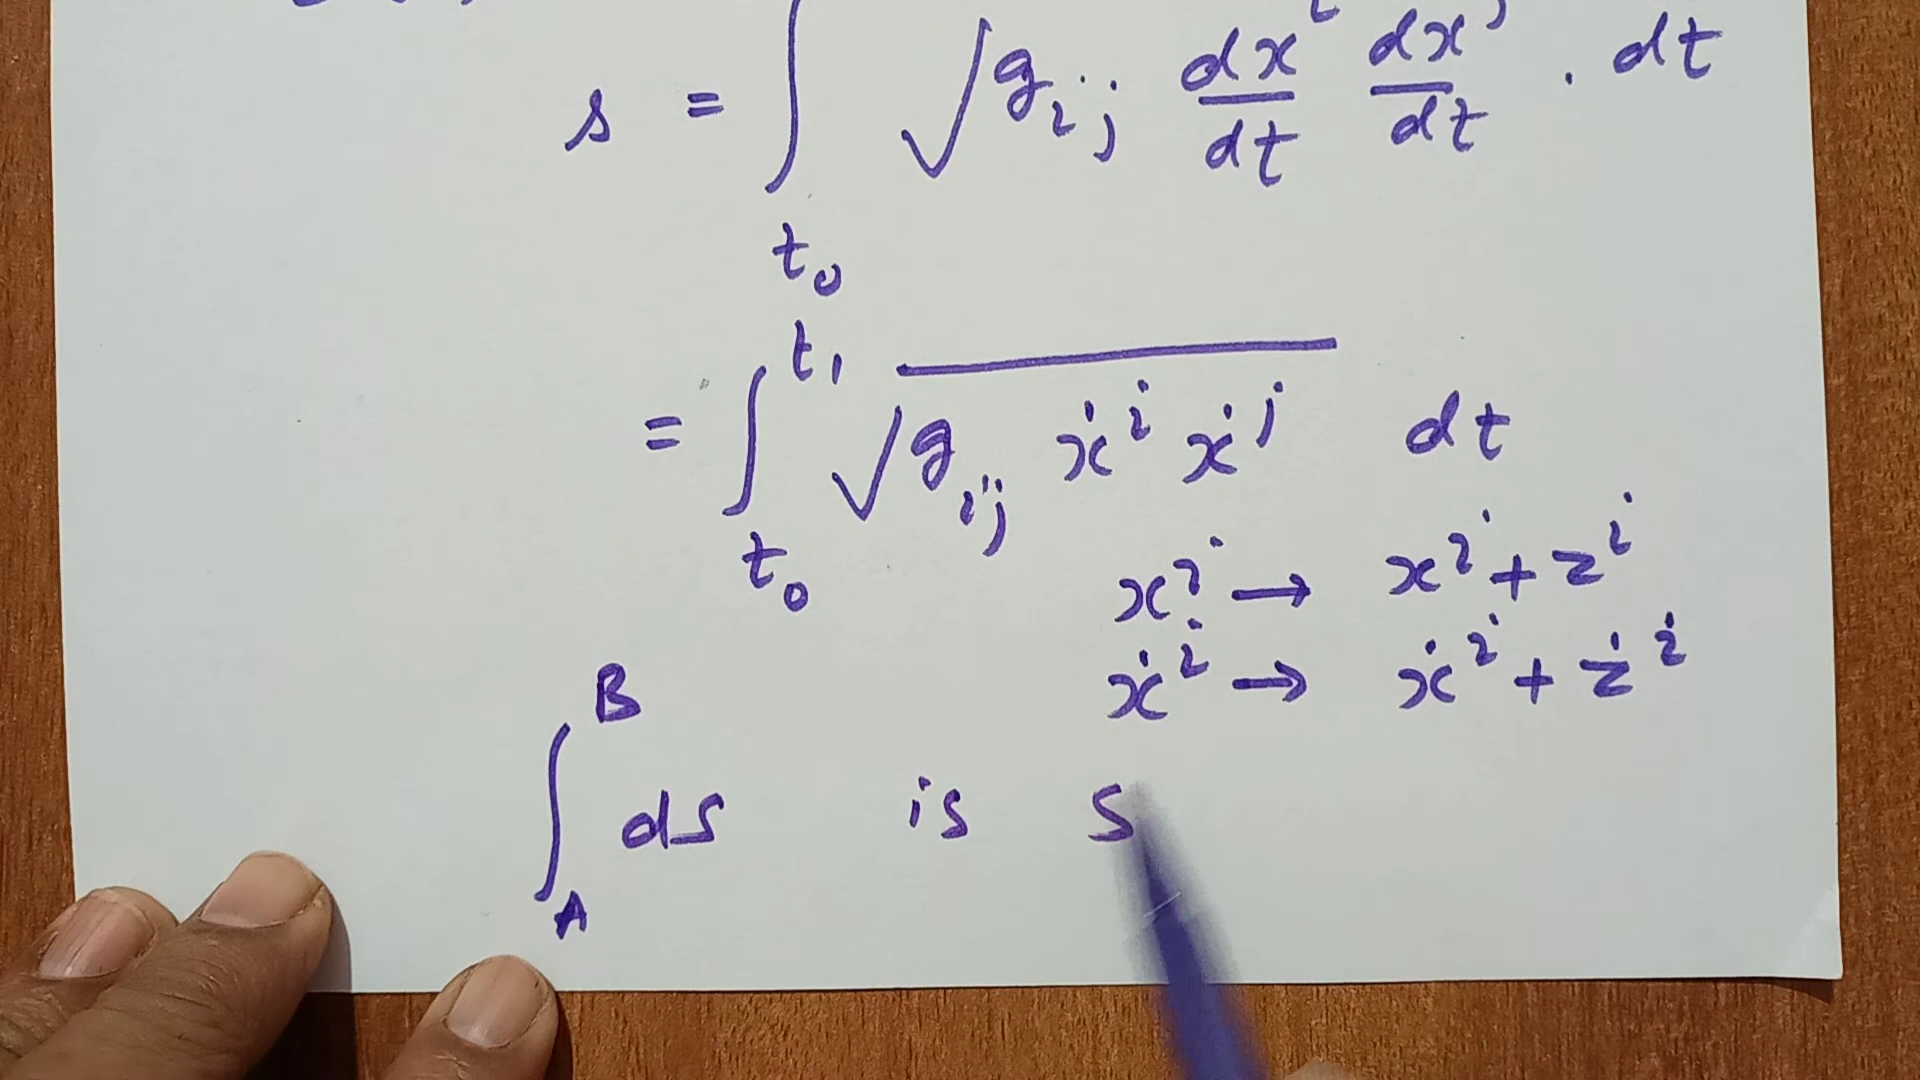 s = ∫ √g_ij dx^i/dt dx^j/dt . dt
t₀
= ∫_{t₀}^{t₁} √(g_ij ẋ^i ẋ^j) dt
x^i → x^i + z^i
ẋ^i → ẋ^i + ż^i
∫_A^B ds is s